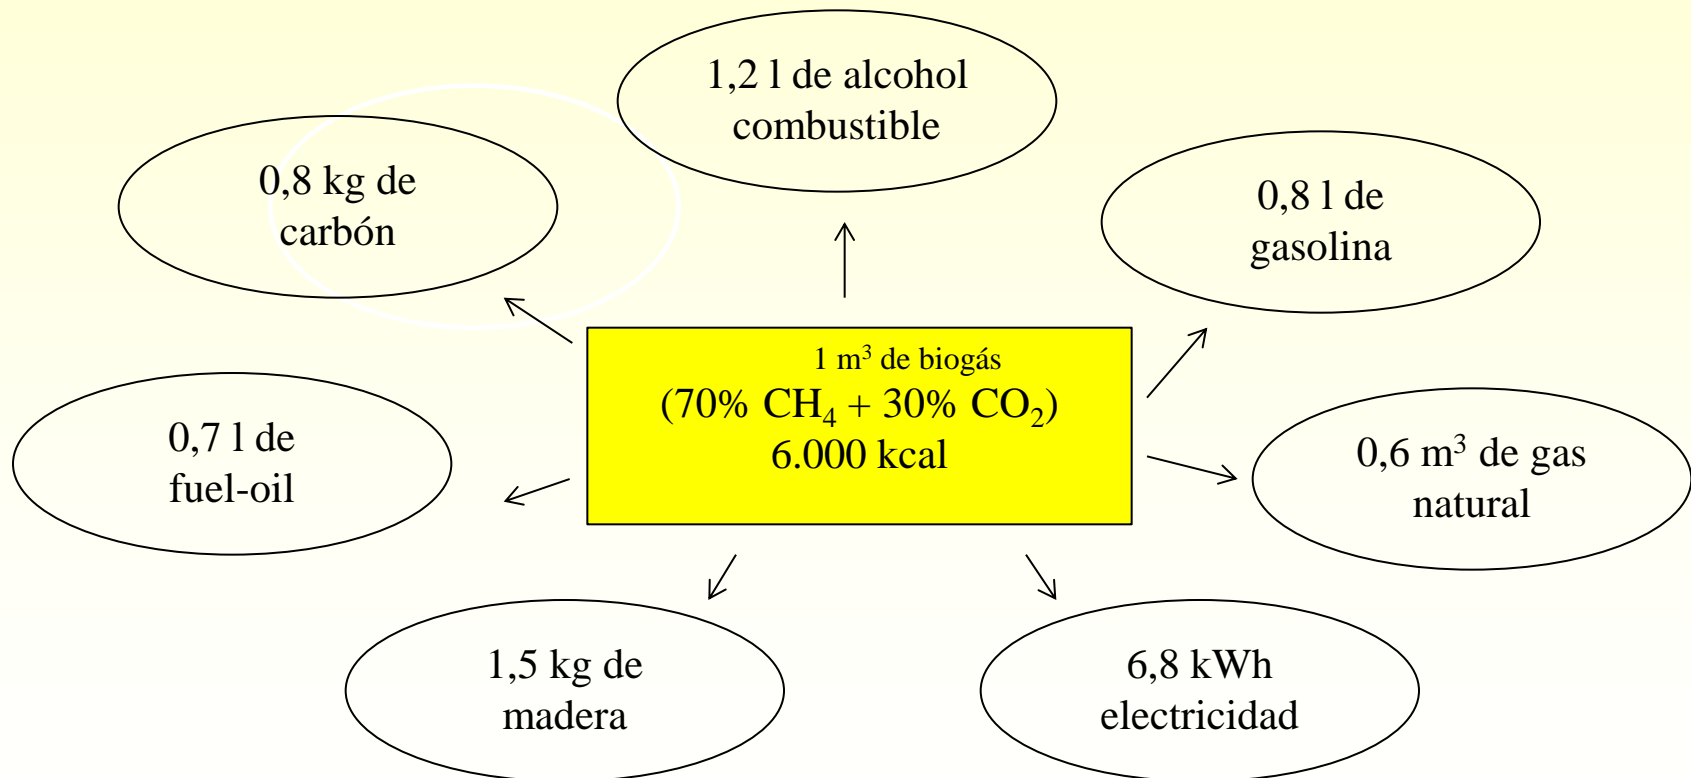 1,2 l de alcohol
combustible
0,8 kg de
carbón
0,8 l de
gasolina
1 m³ de biogás
(70% CH₄ + 30% CO₂)
6.000 kcal
0,7 l de
fuel-oil
0,6 m³ de gas
natural
1,5 kg de
madera
6,8 kWh
electricidad